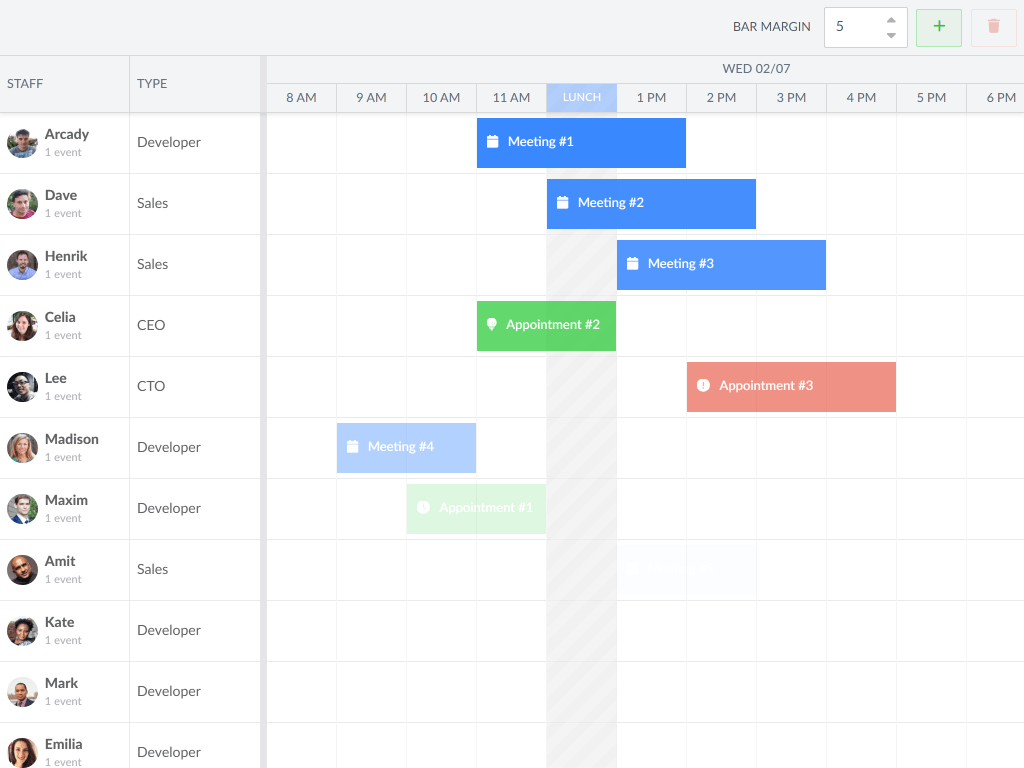 BAR MARGIN 5
WED 02/07
STAFF TYPE
8 AM 9 AM 10 AM 11 AM LUNCH 1 PM 2 PM 3 PM 4 PM 5 PM 6 PM
Arcady
1 event
Developer
Meeting #1
Dave
1 event
Sales
Meeting #2
Henrik
1 event
Sales
Meeting #3
Celia
1 event
CEO
Appointment #2
Lee
1 event
CTO
Appointment #3
Madison
1 event
Developer
Meeting #4
Maxim
1 event
Developer
Appointment #1
Amit
1 event
Sales
Kate
1 event
Developer
Mark
1 event
Developer
Emilia
1 event
Developer